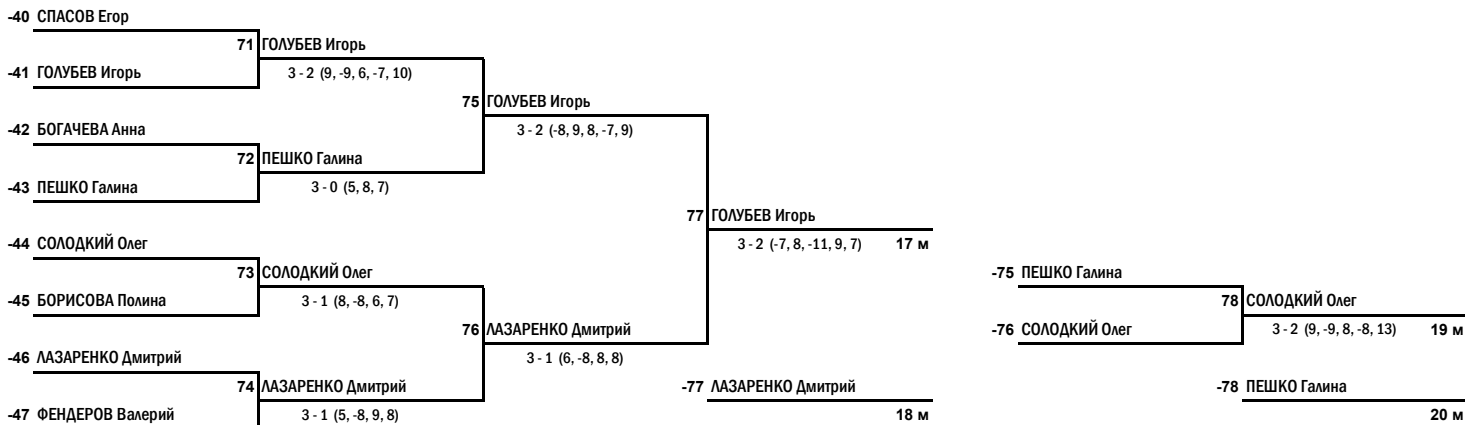 -40 СПАСОВ Егор
71 ГОЛУБЕВ Игорь
-41 ГОЛУБЕВ Игорь 3 - 2 (9, -9, 6, -7, 10)
75 ГОЛУБЕВ Игорь
-42 БОГАЧЕВА Анна 3 - 2 (-8, 9, 8, -7, 9)
72 ПЕШКО Галина
-43 ПЕШКО Галина 3 - 0 (5, 8, 7)
77 ГОЛУБЕВ Игорь
-44 СОЛОДКИЙ Олег 3 - 2 (-7, 8, -11, 9, 7) 17 м
73 СОЛОДКИЙ Олег -75 ПЕШКО Галина
-45 БОРИСОВА Полина 3 - 1 (8, -8, 6, 7) 78 СОЛОДКИЙ Олег
76 ЛАЗАРЕНКО Дмитрий -76 СОЛОДКИЙ Олег 3 - 2 (9, -9, 8, -8, 13) 19 м
-46 ЛАЗАРЕНКО Дмитрий 3 - 1 (6, -8, 8, 8)
74 ЛАЗАРЕНКО Дмитрий -77 ЛАЗАРЕНКО Дмитрий -78 ПЕШКО Галина
-47 ФЕНДЕРОВ Валерий 3 - 1 (5, -8, 9, 8) 18 м 20 м